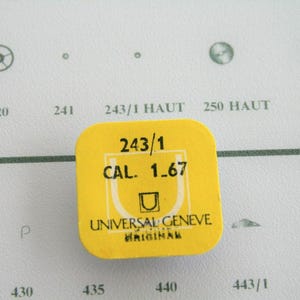 20 241 243/1 HAUT 250 HAUT
243/1
CAL. 1-67
UNIVERSAL GENEVE
ORIGINAL
430 435 440 443/1